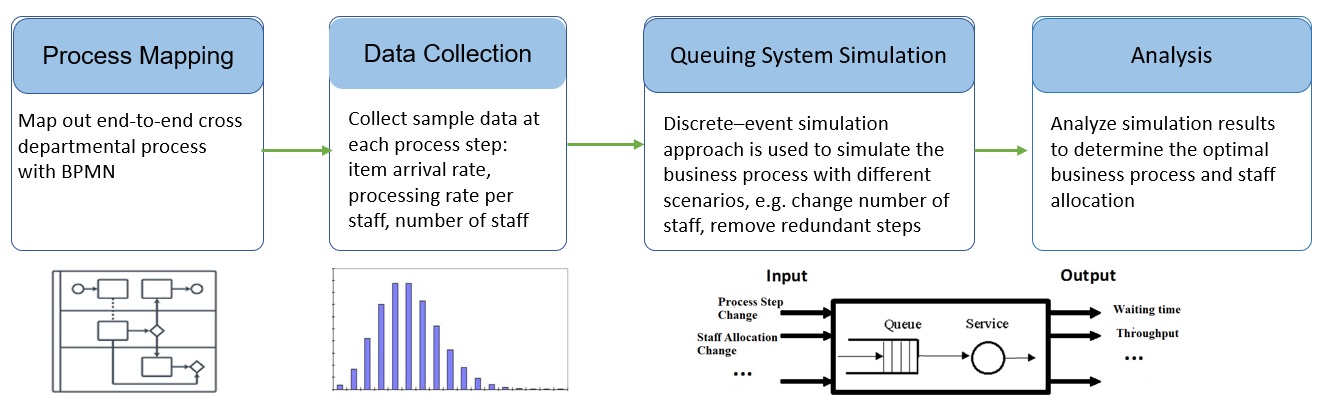 Process Mapping
Map out end-to-end cross
departmental process
with BPMN
Data Collection
Collect sample data at
each process step:
item arrival rate,
processing rate per
staff, number of staff
Queuing System Simulation
Discrete–event simulation
approach is used to simulate the
business process with different
scenarios, e.g. change number of
staff, remove redundant steps
Analysis
Analyze simulation results
to determine the optimal
business process and staff
allocation
Input
Process Step
Change
Staff Allocation
Change
...
Queue
Service
Output
Waiting time
Throughput
...